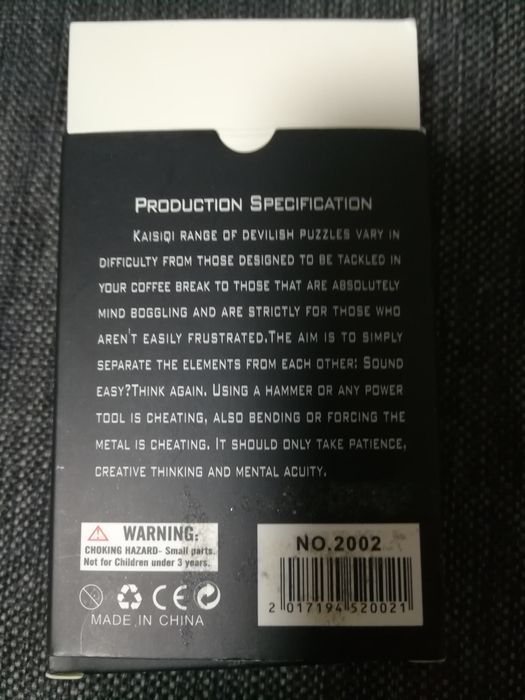 PRODUCTION SPECIFICATION
KAISIQI RANGE OF DEVILISH PUZZLES VARY IN
DIFFICULTY FROM THOSE DESIGNED TO BE TACKLED IN
YOUR COFFEE BREAK TO THOSE THAT ARE ABSOLUTELY
MIND BOGGLING AND ARE STRICTLY FOR THOSE WHO
AREN'T EASILY FRUSTRATED.THE AIM IS TO SIMPLY
SEPARATE THE ELEMENTS FROM EACH OTHER: SOUND
EASY?THINK AGAIN. USING A HAMMER OR ANY POWER
TOOL IS CHEATING, ALSO BENDING OR FORCING THE
METAL IS CHEATING. IT SHOULD ONLY TAKE PATIENCE,
CREATIVE THINKING AND MENTAL ACUITY.
WARNING:
CHOKING HAZARD- Small parts.
Not for Children under 3 years.
CE
MADE IN CHINA
NO.2002
2 017194 520021